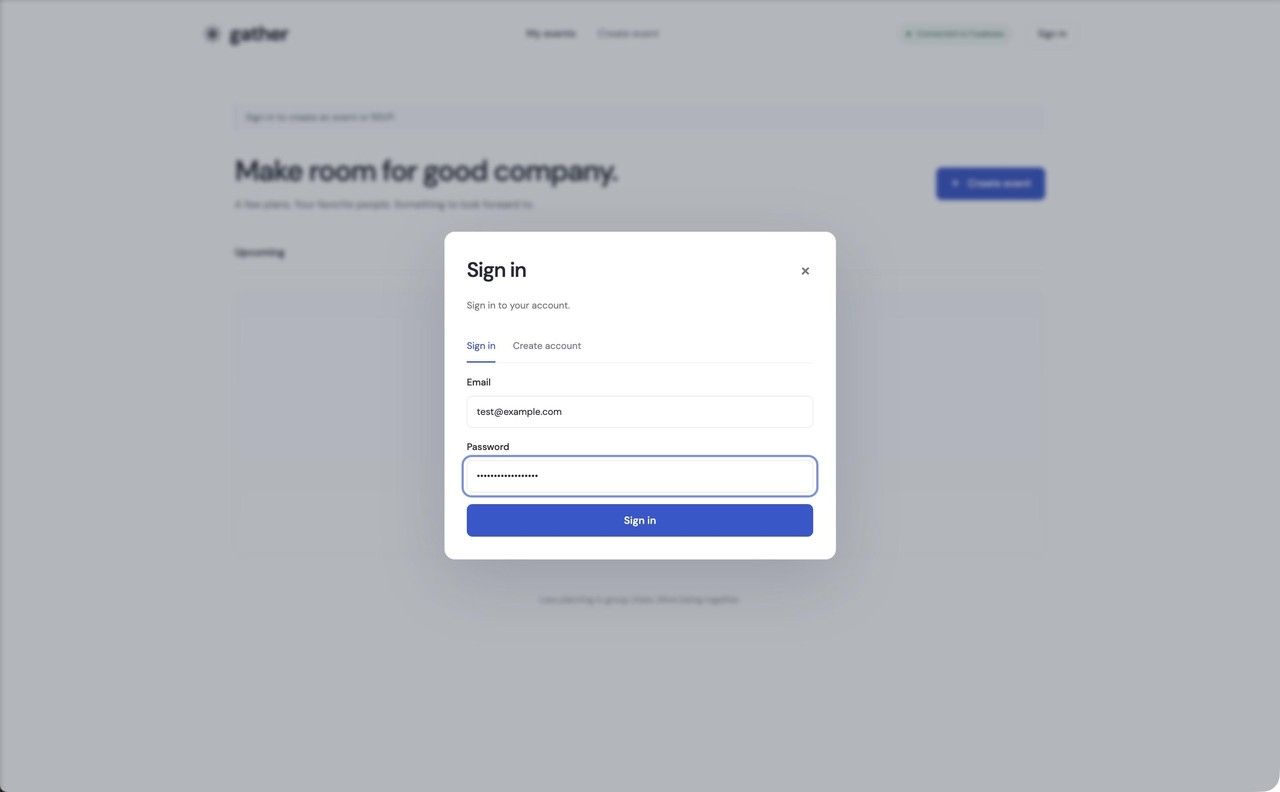 gather
My events
Create event
Sign in
Sign in to create an event or RSVP.
Make room for good company.
Create event
A few plans. Your favorite people. Something to look forward to.
Upcoming
Sign in
×
Sign in to your account.
Sign in
Create account
Email
test@example.com
Password
••••••••••••••••••
Sign in
Less planning in group chats. More being together.